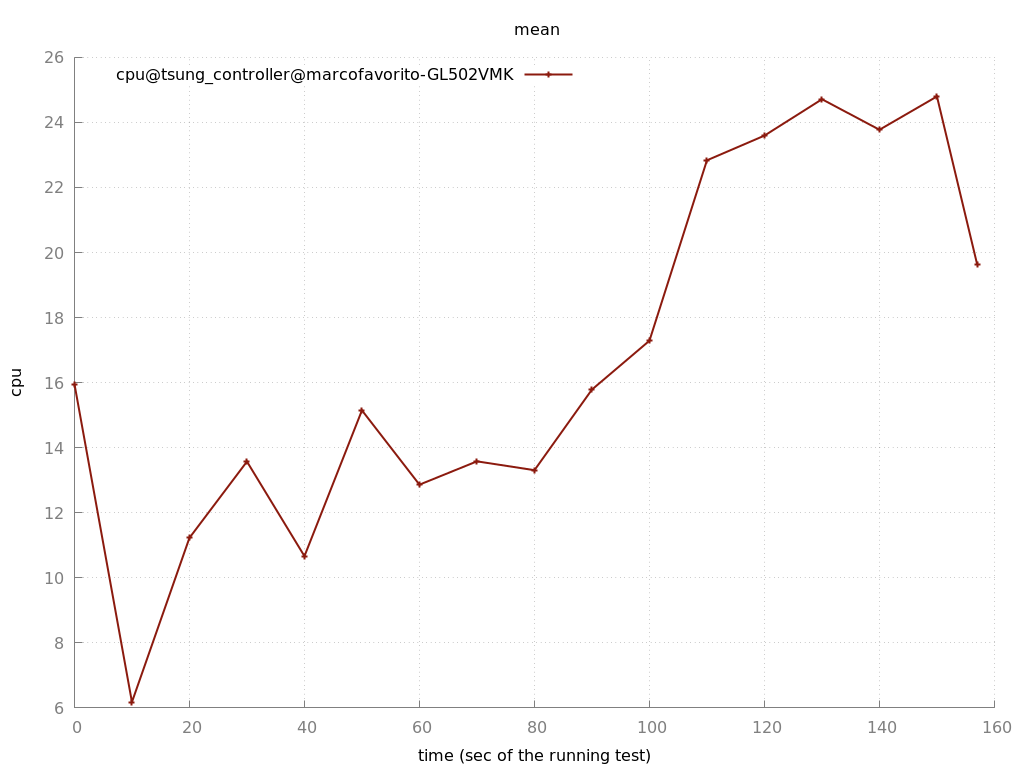 mean
cpu@tsung_controller@marcofavorito-GL502VMK
26
24
22
20
18
16
14
12
10
8
6
cpu
0 20 40 60 80 100 120 140 160
time (sec of the running test)